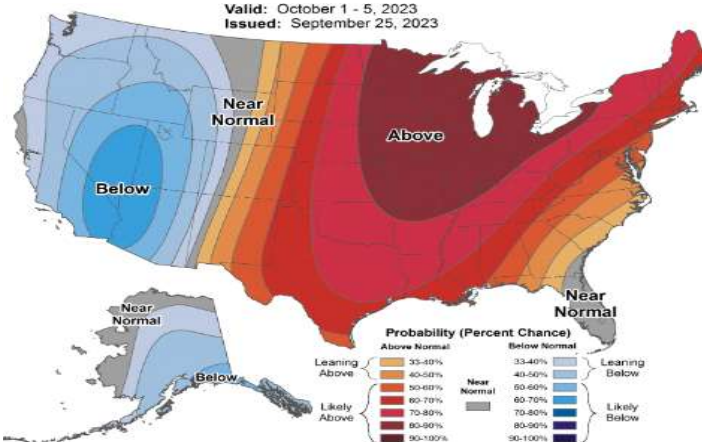 Valid: October 1 - 5, 2023
Issued: September 25, 2023
Near
Normal
Above
Below
Near
Normal
Near
Normal
Below
Probability (Percent Chance)
Above Normal Below Normal
Leaning
Above
33-40% 33-40%
Leaning
Below
40-50% 40-50%
50-60% 50-60%
Likely
Above
60-70% Near
Normal 60-70%
Likely
Below
70-80% 70-80%
80-90% 80-90%
90-100% 90-100%